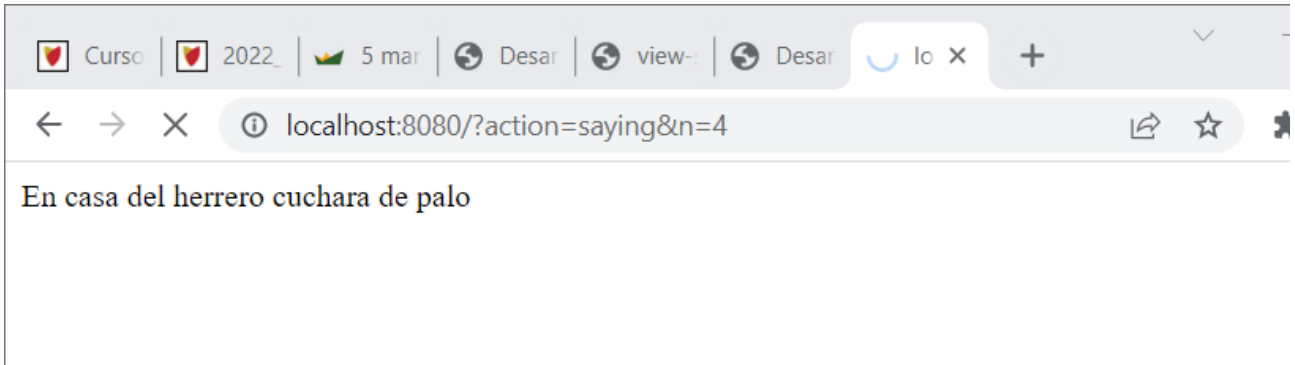 Curso 2022_ 5 mar Desar view-s Desar lo
localhost:8080/?action=saying&n=4
En casa del herrero cuchara de palo